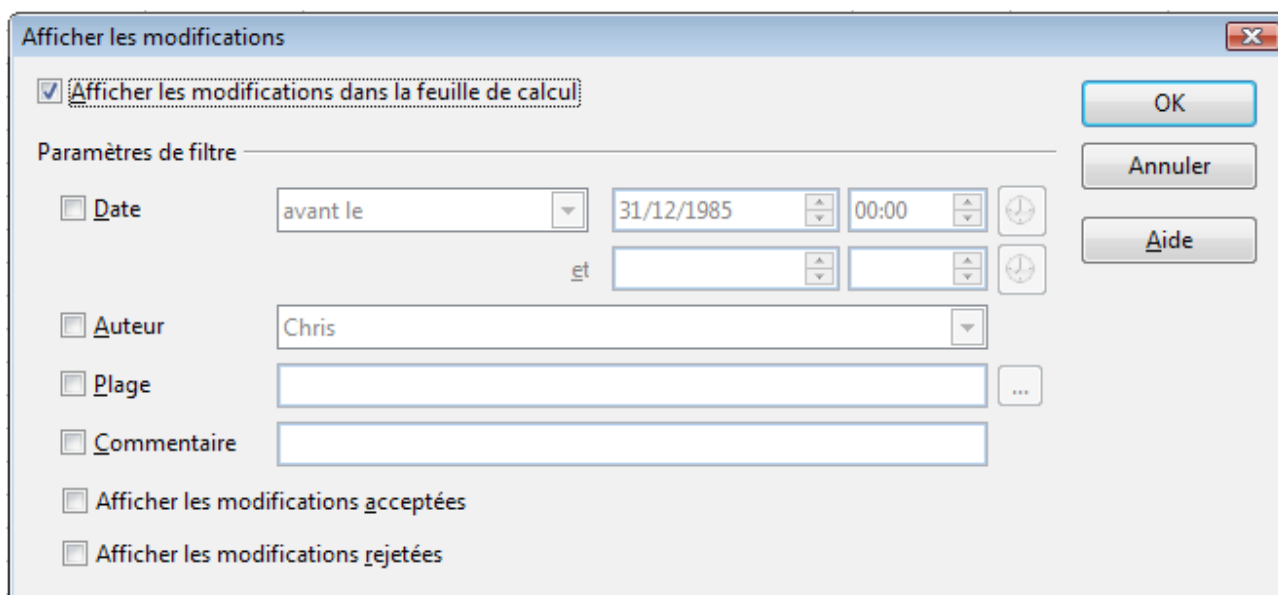 Afficher les modifications
Afficher les modifications dans la feuille de calcul
OK
Paramètres de filtre
Annuler
Date avant le 31/12/1985 00:00
Aide
et
Auteur Chris
Plage ...
Commentaire
Afficher les modifications acceptées
Afficher les modifications rejetées